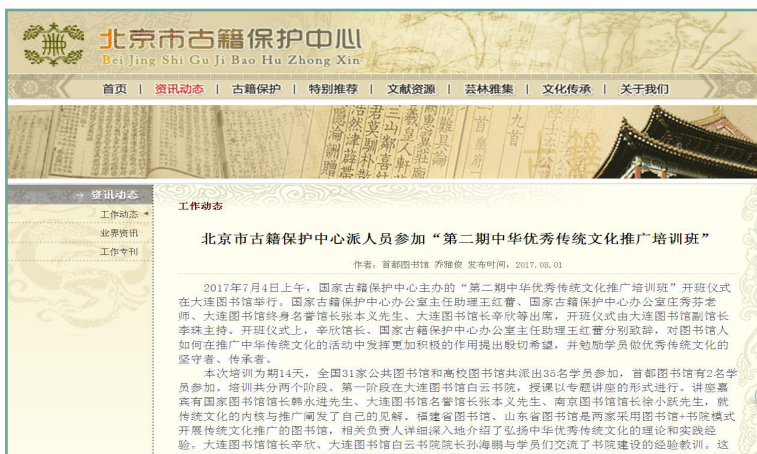 北京市古籍保护中心
Bei Jing Shi Gu Ji Bao Hu Zhong Xin
首页 | 资讯动态 | 古籍保护 | 特别推荐 | 文献资源 | 芸林雅集 | 文化传承 | 关于我们
→ 资讯动态
工作动态
业界资讯
工作专刊
工作动态
北京市古籍保护中心派人员参加“第二期中华优秀传统文化推广培训班”
作者：首都图书馆 乔雅俊 发布时间：2017.08.01
2017年7月4日上午，国家古籍保护中心主办的“第二期中华优秀传统文化推广培训班”开班仪式
在大连图书馆举行。国家古籍保护中心办公室主任助理王红蕾、国家古籍保护中心办公室庄秀芬老
师、大连图书馆终身名誉馆长张本义先生、大连图书馆馆长辛欣等出席，开班仪式由大连图书馆副馆长
李珠主持。开班仪式上，辛欣馆长、国家古籍保护中心办公室主任助理王红蕾分别致辞，对图书馆人
如何在推广中华传统文化的活动中发挥更加积极的作用提出殷切希望，并勉励学员做优秀传统文化的
坚守者、传承者。
本次培训为期14天，全国31家公共图书馆和高校图书馆共派出35名学员参加，首都图书馆有2名学
员参加。培训共分两个阶段。第一阶段在大连图书馆白云书院，授课以专题讲座的形式进行。讲座嘉
宾有国家图书馆馆长韩永进先生、大连图书馆名誉馆长张本义先生、南京图书馆馆长徐小跃先生，就
传统文化的内核与推广阐发了自己的见解。福建省图书馆、山东省图书馆是两家采用图书馆+书院模式
开展传统文化推广的图书馆，相关负责人详细深入地介绍了弘扬中华优秀传统文化的理论和实践经
验。大连图书馆馆长辛欣、大连图书馆白云书院院长孙海鹏与学员们交流了书院建设的经验教训。这